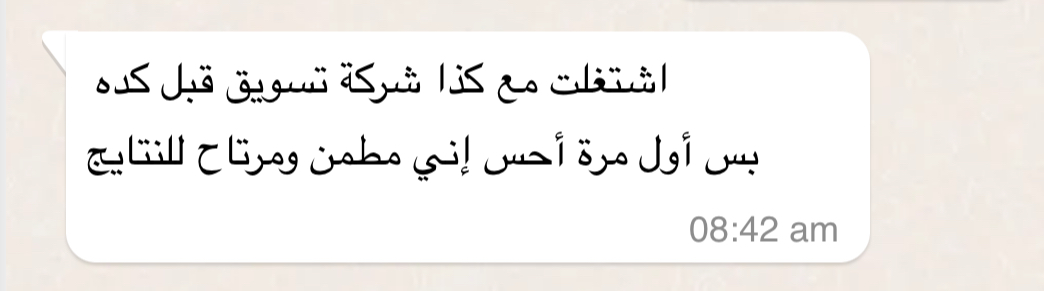 اشتغلت مع كذا شركة تسويق قبل كده
بس أول مرة أحس إني مطمن ومرتاح للنتايج
08:42 am